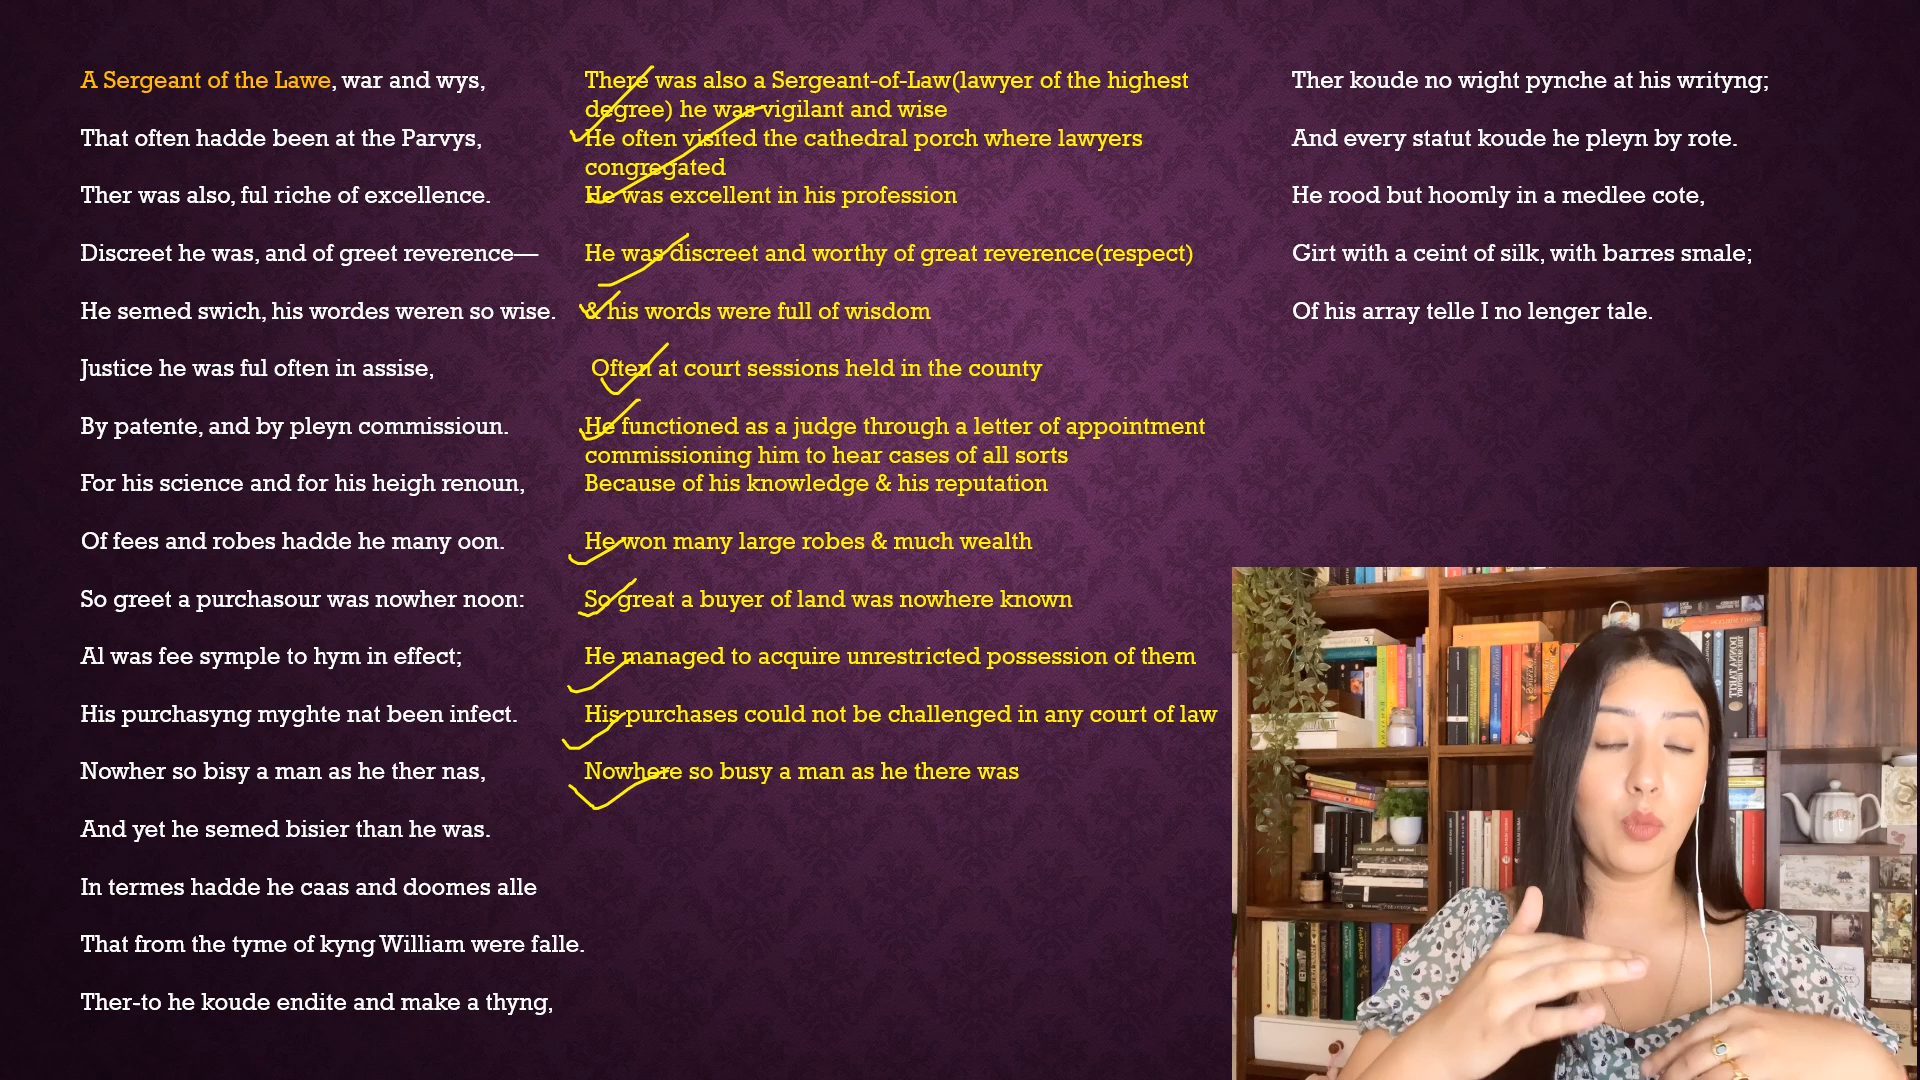 A Sergeant of the Lawe, war and wys,
That often hadde been at the Parvys,
Ther was also, ful riche of excellence.
Discreet he was, and of greet reverence—
He semed swich, his wordes weren so wise.
Justice he was ful often in assise,
By patente, and by pleyn commissioun.
For his science and for his heigh renoun,
Of fees and robes hadde he many oon.
So greet a purchasour was nowher noon:
Al was fee symple to hym in effect;
His purchasyng myghte nat been infect.
Nowher so bisy a man as he ther nas,
And yet he semed bisier than he was.
In termes hadde he caas and doomes alle
That from the tyme of kyng William were falle.
Ther-to he koude endite and make a thyng,
There was also a Sergeant-of-Law(lawyer of the highest
degree) he was vigilant and wise
He often visited the cathedral porch where lawyers
congregated
He was excellent in his profession
He was discreet and worthy of great reverence(respect)
& his words were full of wisdom
Often at court sessions held in the county
He functioned as a judge through a letter of appointment
commissioning him to hear cases of all sorts
Because of his knowledge & his reputation
He won many large robes & much wealth
So great a buyer of land was nowhere known
He managed to acquire unrestricted possession of them
His purchases could not be challenged in any court of law
Nowhere so busy a man as he there was
Ther koude no wight pynche at his writyng;
And every statut koude he pleyn by rote.
He rood but hoomly in a medlee cote,
Girt with a ceint of silk, with barres smale;
Of his array telle I no lenger tale.